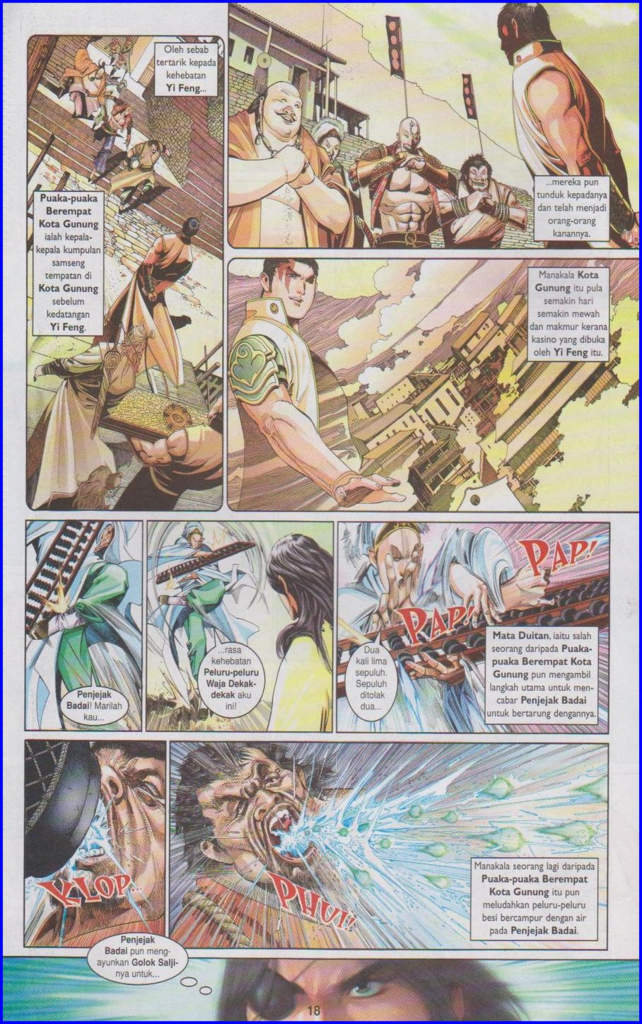 Oleh sebab
tertarik kepada
kehebatan
Yi Feng...
Puaka-puaka
Berempat
Kota Gunung
ialah kepala-
kepala kumpulan
samseng
tempatan di
Kota Gunung
sebelum
kedatangan
Yi Feng.
...mereka pun
tunduk kepadanya
dan telah menjadi
orang-orang
kanannya.
Manakala Kota
Gunung itu pula
semakin hari
semakin mewah
dan makmur kerana
kasino yang dibuka
oleh Yi Feng itu.
Penjejak
Badai! Marilah
kau...
...rasa
kehebatan
Peluru-peluru
Waja Dekak-
dekak aku
ini!
PAP!
PAP!
Dua
kali lima
sepuluh.
Sepuluh
ditolak
dua...
Mata Duitan, iaitu salah
seorang daripada Puaka-
puaka Berempat Kota
Gunung pun mengambil
langkah utama untuk men-
cabar Penjejak Badai
untuk bertarung dengannya.
KLOP...
PHUI!
Manakala seorang lagi daripada
Puaka-puaka Berempat
Kota Gunung itu pun
meludahkan peluru-peluru
besi bercampur dengan air
pada Penjejak Badai.
Penjejak
Badai pun meng-
ayunkan Golok Salji-
nya untuk...
18